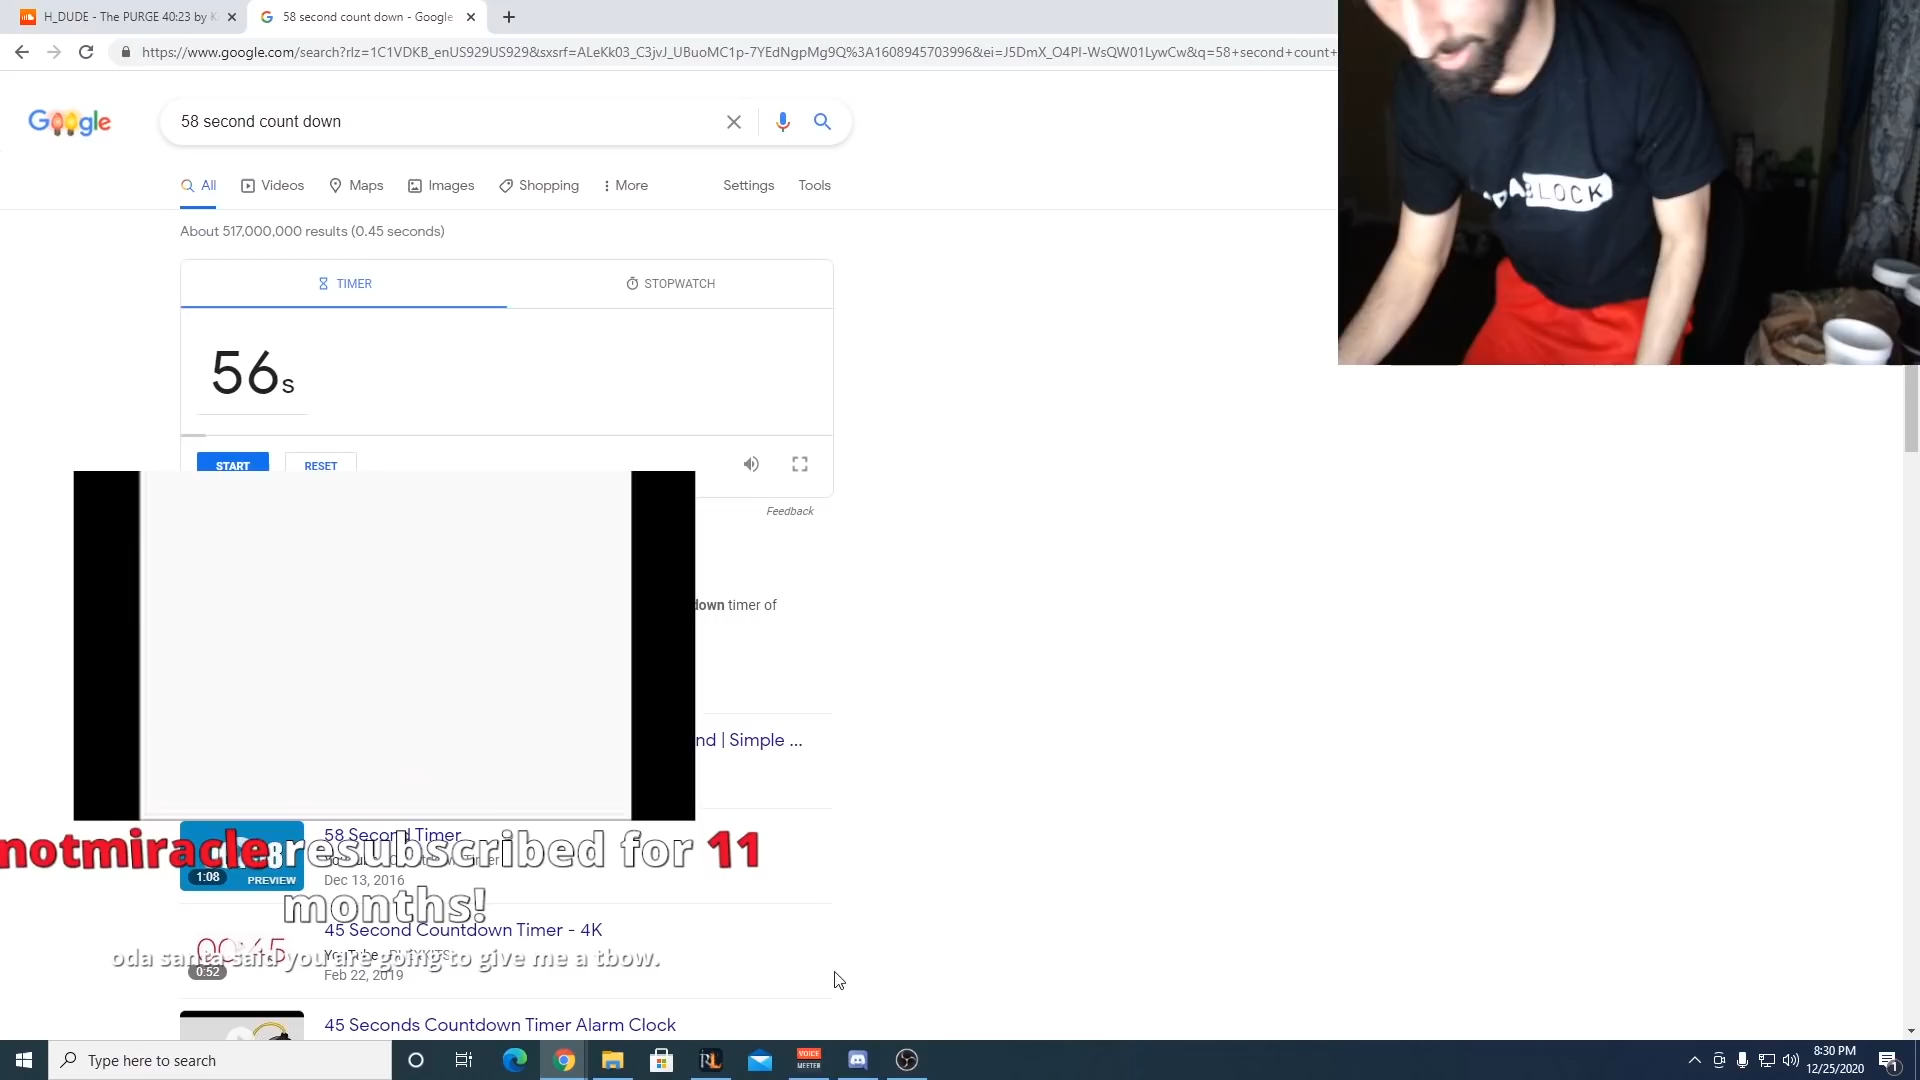 H_DUDE - The PURGE 40:23 by K
58 second count down - Google
https://www.google.com/search?rlz=1C1VDKB_enUS929US929&sxsrf=ALeKk03_C3jvJ_UBuoMC1p-7YEdNgpMg9Q%3A1608945703996&ei=J5DmX_O4PI-WsQW01LywCw&q=58+second+count+
Google
58 second count down
All Videos Maps Images Shopping More Settings Tools
About 517,000,000 results (0.45 seconds)
TIMER STOPWATCH
56s
START RESET
Feedback
down timer of
nd | Simple ...
58 Second Timer
notmiracle resubscribed for 11
1:08 PREVIEW
Dec 13, 2016
months!
45 Second Countdown Timer - 4K
YouTube
oda santa said you are going to give me a tbow.
0:52
Feb 22, 2019
45 Seconds Countdown Timer Alarm Clock
Type here to search
VOICE
MEETER
8:30 PM
12/25/2020
1